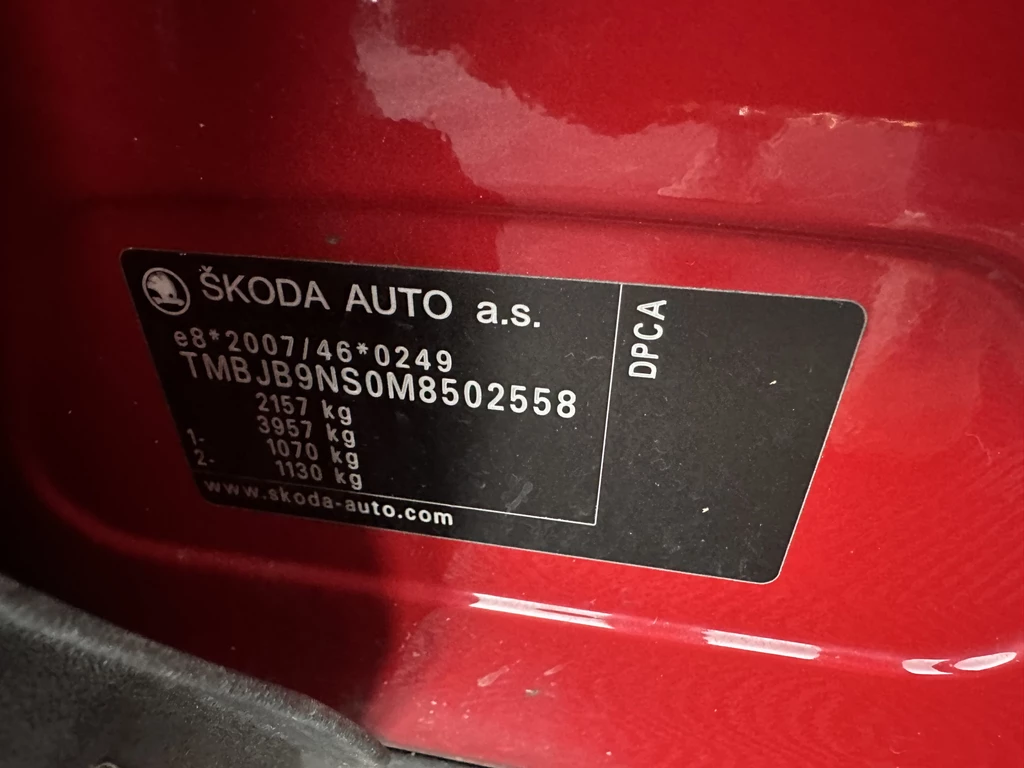 ŠKODA AUTO a.s.
e8*2007/46*0249
TMBJB9NS0M8502558
2157 kg
3957 kg
1- 1070 kg
2- 1130 kg
www.skoda-auto.com
DPCA